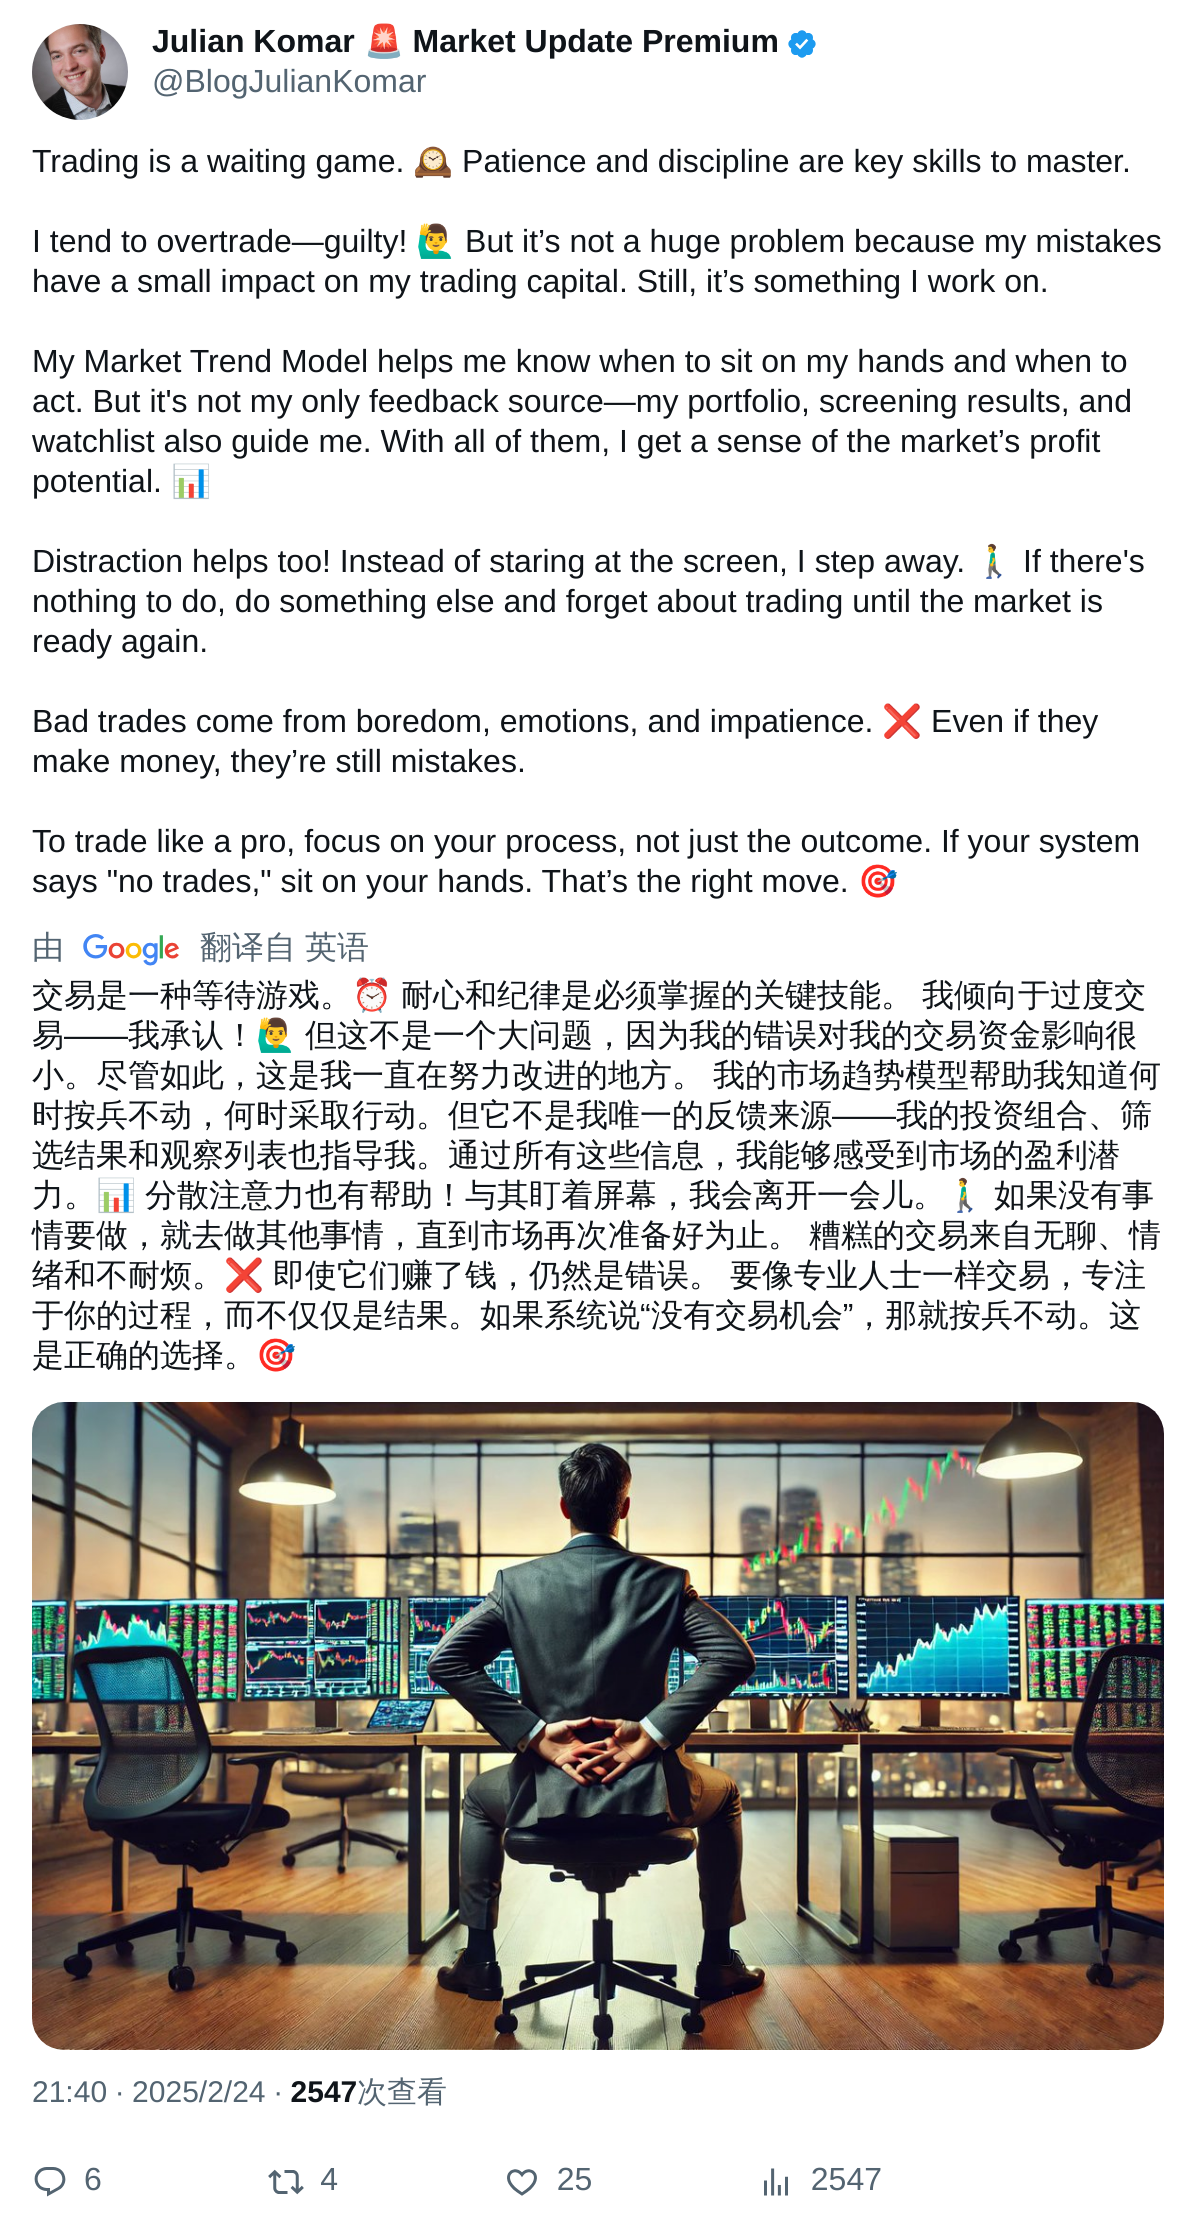 Julian Komar 🚨 Market Update Premium
@BlogJulianKomar
Trading is a waiting game. 🕰️ Patience and discipline are key skills to master.
I tend to overtrade—guilty! 🙋‍♂️ But it’s not a huge problem because my mistakes
have a small impact on my trading capital. Still, it’s something I work on.
My Market Trend Model helps me know when to sit on my hands and when to
act. But it's not my only feedback source—my portfolio, screening results, and
watchlist also guide me. With all of them, I get a sense of the market’s profit
potential. 📊
Distraction helps too! Instead of staring at the screen, I step away. 🚶‍♂️ If there's
nothing to do, do something else and forget about trading until the market is
ready again.
Bad trades come from boredom, emotions, and impatience. ❌ Even if they
make money, they’re still mistakes.
To trade like a pro, focus on your process, not just the outcome. If your system
says "no trades," sit on your hands. That’s the right move. 🎯
由 Google 翻译自 英语
交易是一种等待游戏。⏰ 耐心和纪律是必须掌握的关键技能。 我倾向于过度交
易——我承认！🙋‍♂️ 但这不是一个大问题，因为我的错误对我的交易资金影响很
小。尽管如此，这是我一直在努力改进的地方。 我的市场趋势模型帮助我知道何
时按兵不动，何时采取行动。但它不是我唯一的反馈来源——我的投资组合、筛
选结果和观察列表也指导我。通过所有这些信息，我能够感受到市场的盈利潜
力。📊 分散注意力也有帮助！与其盯着屏幕，我会离开一会儿。🚶‍♂️ 如果没有事
情要做，就去做其他事情，直到市场再次准备好为止。 糟糕的交易来自无聊、情
绪和不耐烦。❌ 即使它们赚了钱，仍然是错误。 要像专业人士一样交易，专注
于你的过程，而不仅仅是结果。如果系统说“没有交易机会”，那就按兵不动。这
是正确的选择。🎯
21:40 · 2025/2/24 · 2547次查看
6 4 25 2547